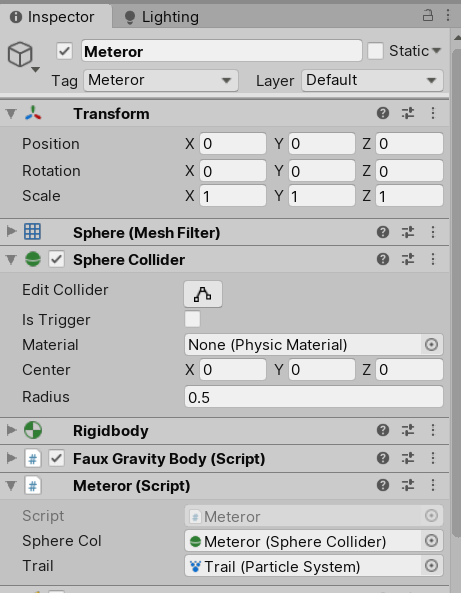 Inspector Lighting
Meteror Static
Tag Meteror Layer Default
Transform
Position X 0 Y 0 Z 0
Rotation X 0 Y 0 Z 0
Scale X 1 Y 1 Z 1
Sphere (Mesh Filter)
Sphere Collider
Edit Collider
Is Trigger
Material None (Physic Material)
Center X 0 Y 0 Z 0
Radius 0.5
Rigidbody
# Faux Gravity Body (Script)
# Meteror (Script)
Script # Meteror
Sphere Col Meteror (Sphere Collider)
Trail Trail (Particle System)